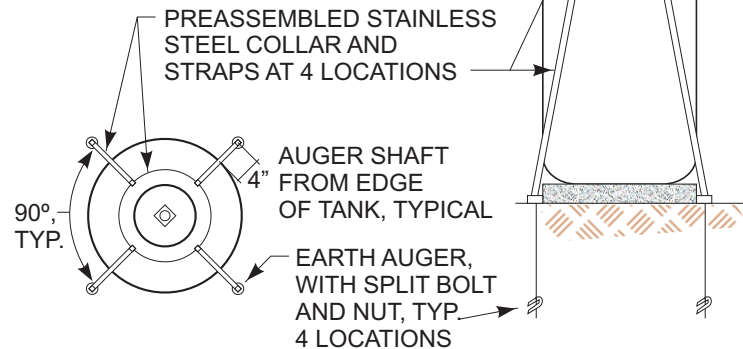 PREASSEMBLED STAINLESS
STEEL COLLAR AND
STRAPS AT 4 LOCATIONS
4"
AUGER SHAFT
FROM EDGE
OF TANK, TYPICAL
90º,
TYP.
EARTH AUGER,
WITH SPLIT BOLT
AND NUT, TYP.
4 LOCATIONS